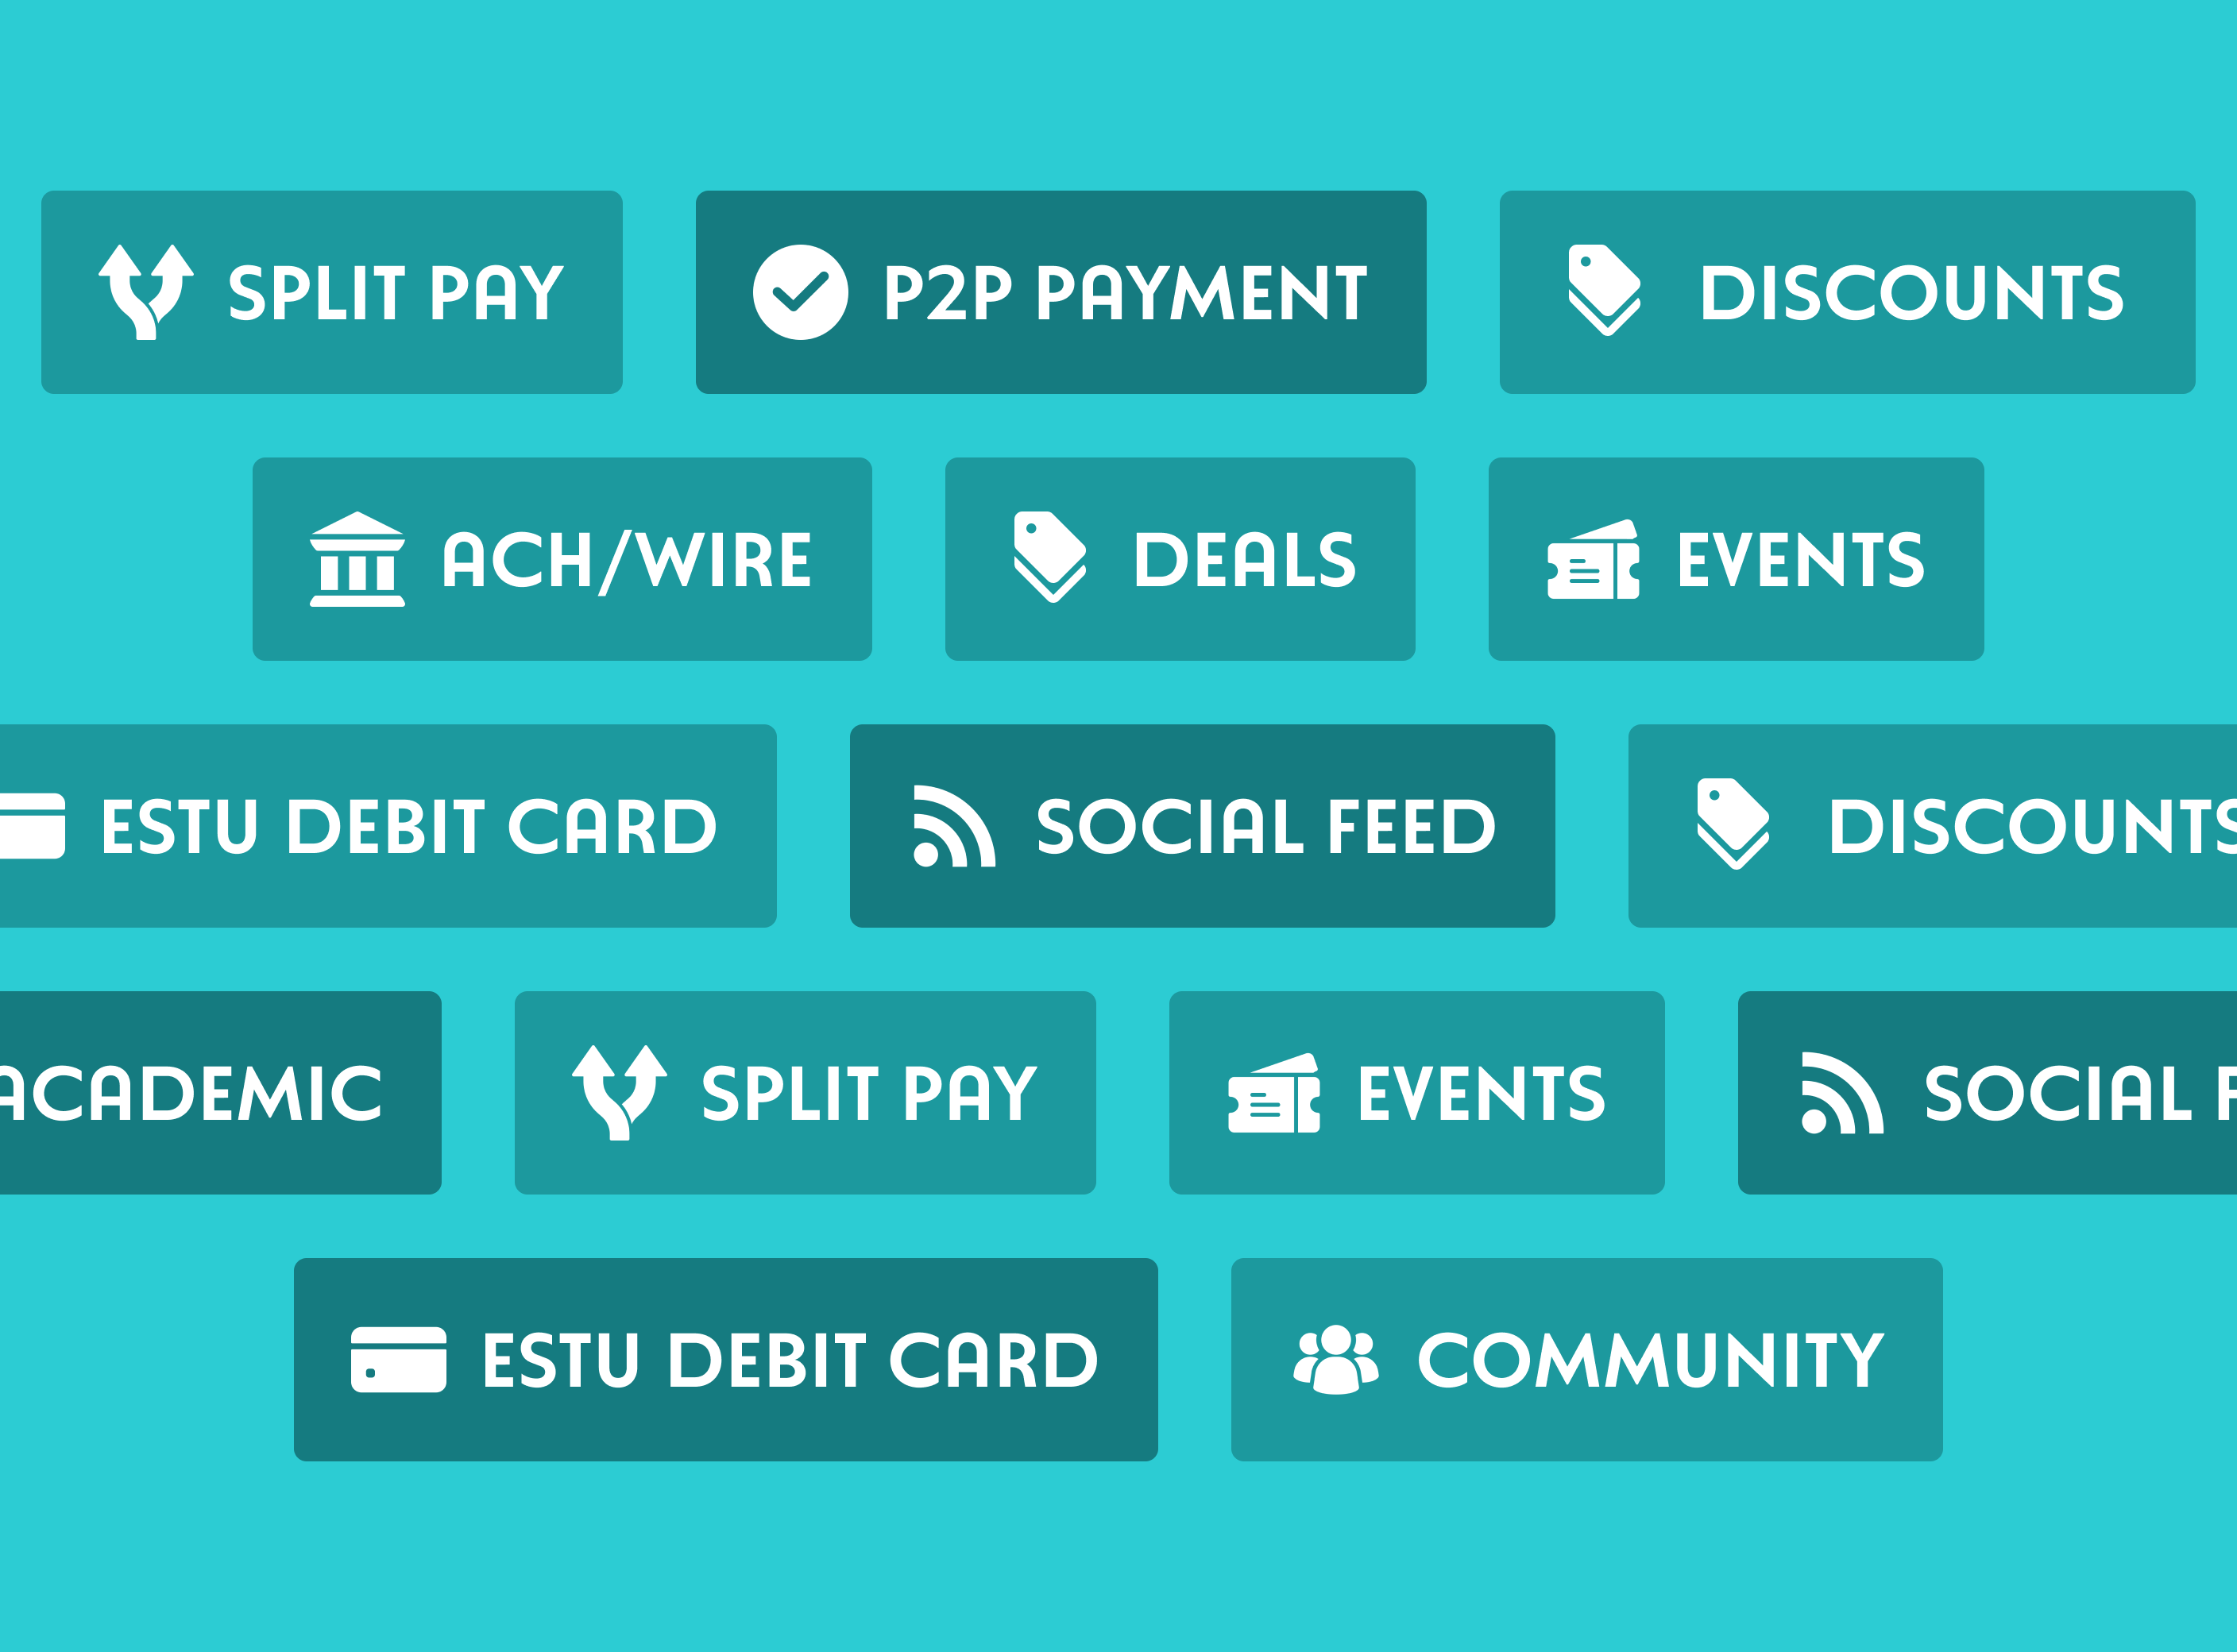 SPLIT PAY
P2P PAYMENT
DISCOUNTS
ACH/WIRE
DEALS
EVENTS
ESTU DEBIT CARD
SOCIAL FEED
DISCOUNTS
ACADEMIC
SPLIT PAY
EVENTS
SOCIAL F
ESTU DEBIT CARD
COMMUNITY